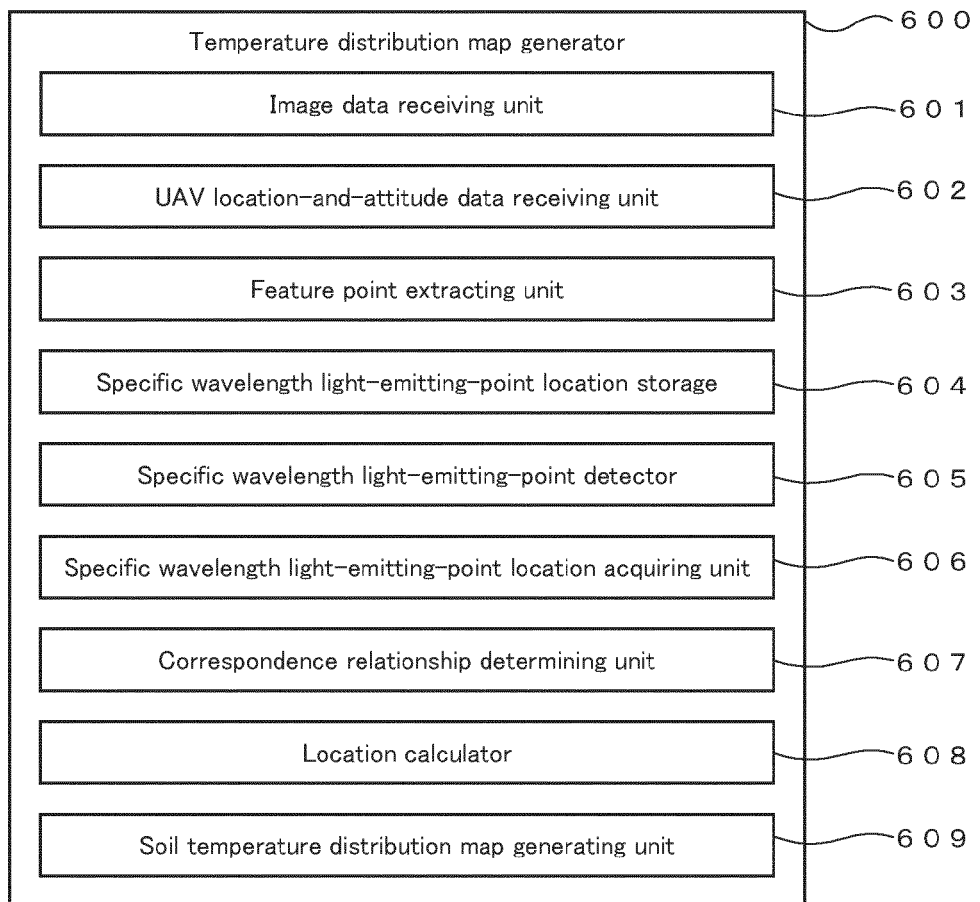 600
Temperature distribution map generator
Image data receiving unit
601
UAV location-and-attitude data receiving unit
602
Feature point extracting unit
603
Specific wavelength light-emitting-point location storage
604
Specific wavelength light-emitting-point detector
605
Specific wavelength light-emitting-point location acquiring unit
606
Correspondence relationship determining unit
607
Location calculator
608
Soil temperature distribution map generating unit
609